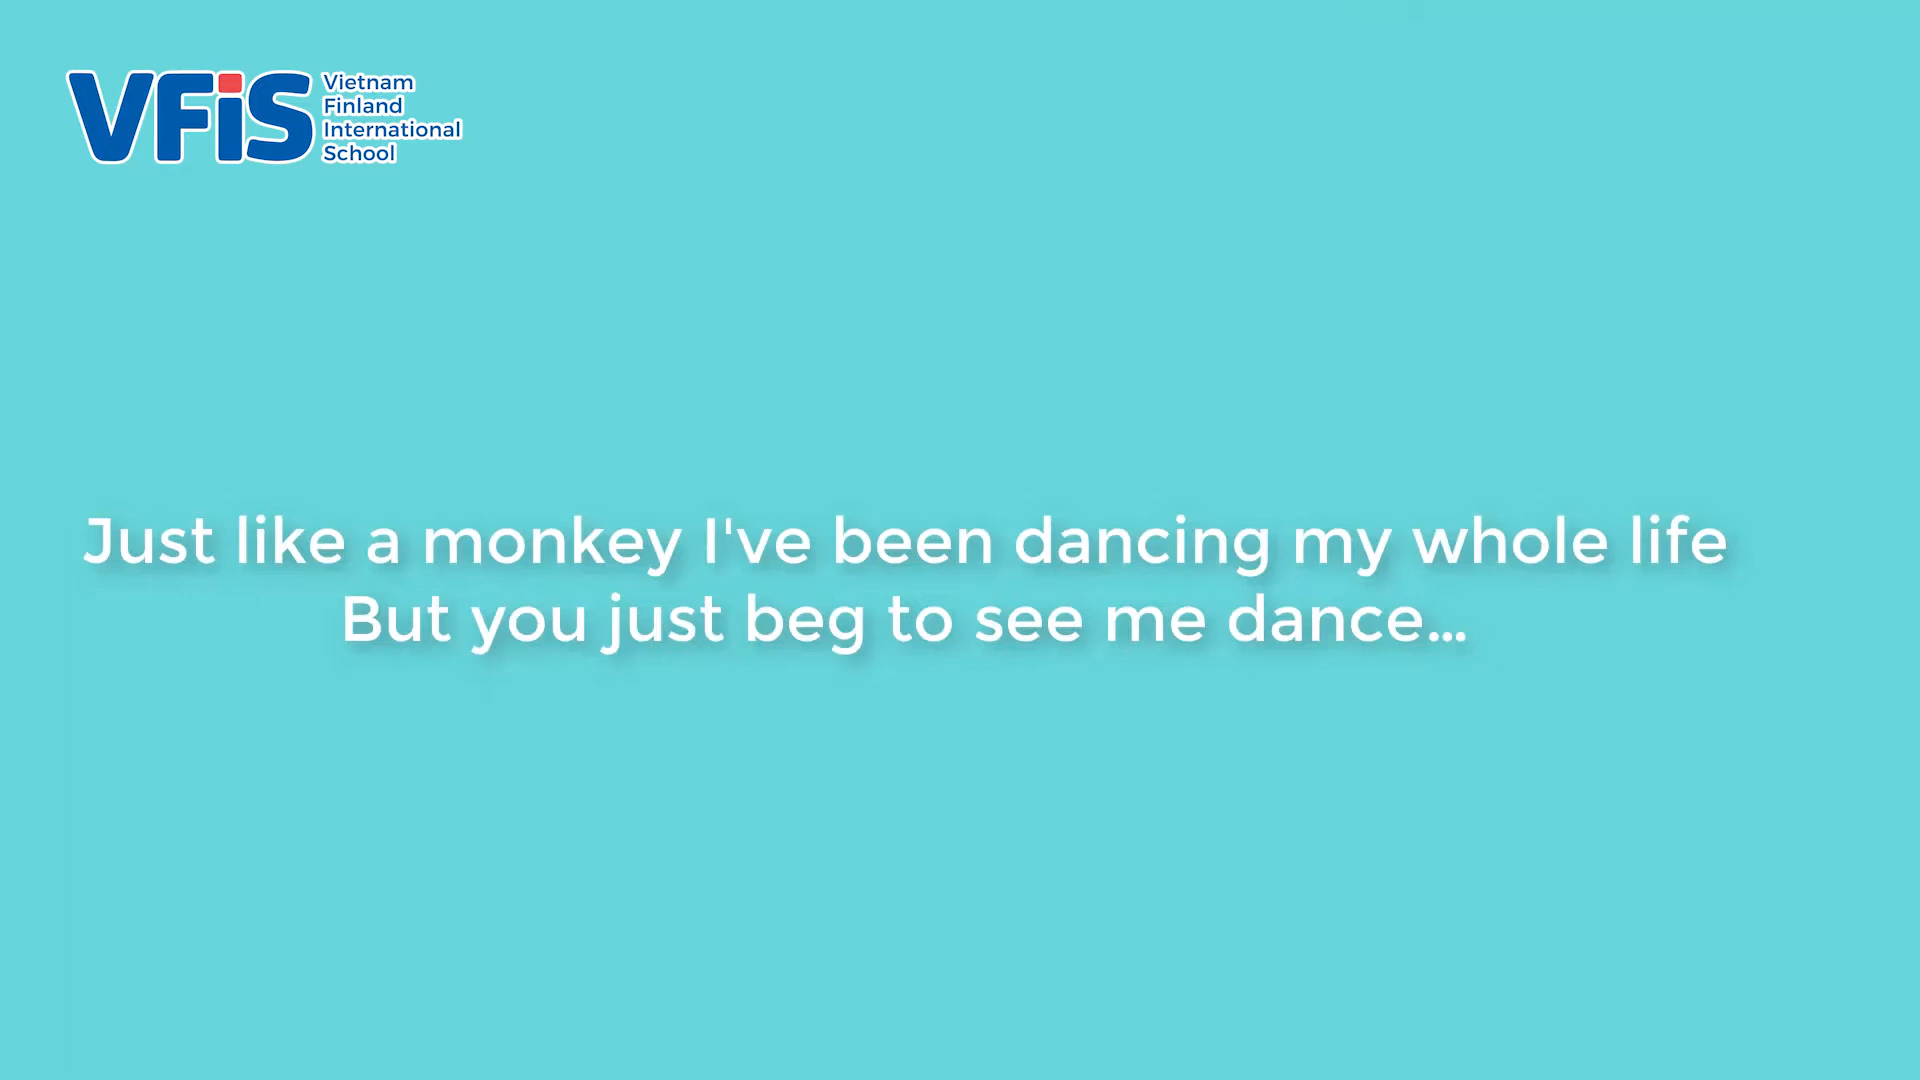 VFiS
Vietnam
Finland
International
School
Just like a monkey I've been dancing my whole life
But you just beg to see me dance...